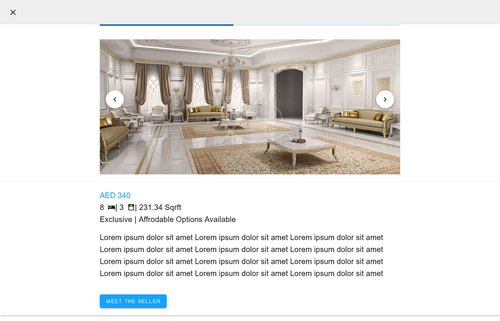 AED 340
8 | 3 | 231.34 Sqrft
Exclusive | Affrodable Options Available
Lorem ipsum dolor sit amet Lorem ipsum dolor sit amet Lorem ipsum dolor sit amet
Lorem ipsum dolor sit amet Lorem ipsum dolor sit amet Lorem ipsum dolor sit amet
Lorem ipsum dolor sit amet Lorem ipsum dolor sit amet Lorem ipsum dolor sit amet
Lorem ipsum dolor sit amet Lorem ipsum dolor sit amet Lorem ipsum dolor sit amet
MEET THE SELLER